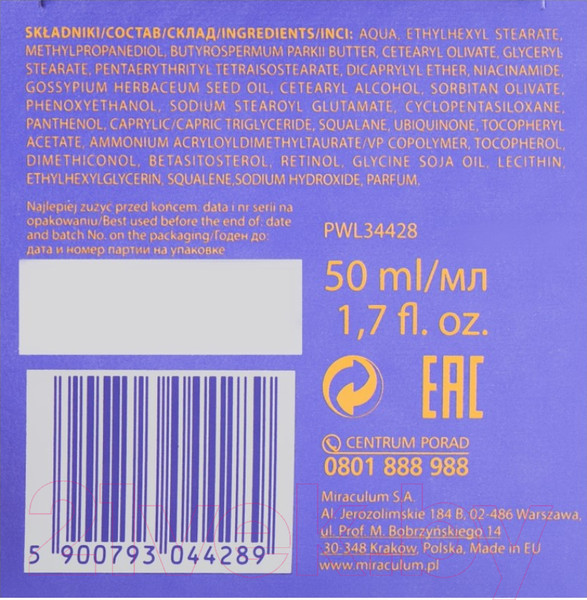 SKŁADNIKI/СОСТАВ/СКЛАД/INGREDIENTS/INCI: AQUA, ETHYLHEXYL STEARATE,
METHYLPROPANEDIOL, BUTYROSPERMUM PARKII BUTTER, CETEARYL OLIVATE, GLYCERYL
STEARATE, PENTAERYTHRITYL TETRAISOSTEARATE, DICAPRYLYL ETHER, NIACINAMIDE,
GOSSYPIUM HERBACEUM SEED OIL, CETEARYL ALCOHOL, SORBITAN OLIVATE,
PHENOXYETHANOL, SODIUM STEAROYL GLUTAMATE, CYCLOPENTASILOXANE,
PANTHENOL, CAPRYLIC/CAPRIC TRIGLYCERIDE, SQUALANE, UBIQUINONE, TOCOPHERYL
ACETATE, AMMONIUM ACRYLOYLDIMETHYLTAURATE/VP COPOLYMER, TOCOPHEROL,
DIMETHICONOL, BETASITOSTEROL, RETINOL, GLYCINE SOJA OIL, LECITHIN,
ETHYLHEXYLGLYCERIN, SQUALENE,SODIUM HYDROXIDE, PARFUM.
Najlepiej zużyć przed końcem: data i nr serii na
opakowaniu/Best used before the end of: date
and batch No. on the packaging/Годен до:
дата и номер партии на упаковке
PWL34428
50 ml/мл
1,7 fl. oz.
EAC
CENTRUM PORAD
0801 888 988
Miraculum S.A.
Al. Jerozolimskie 184 B, 02-486 Warszawa,
ul. Prof. M. Bobrzyńskiego 14
30-348 Kraków, Polska, Made in EU
www.miraculum.pl
5 900793 044289